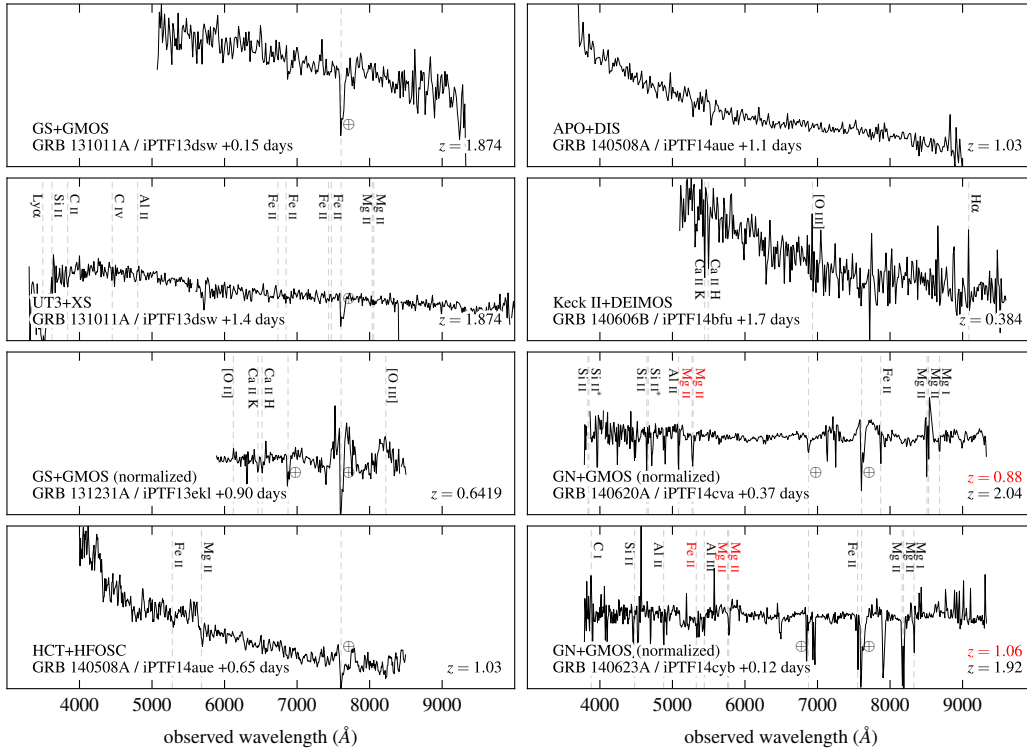 GS+GMOS
GRB 131011A / iPTF13dsw +0.15 days
z = 1.874
⊕
Lyα
Si II
C II
C IV
Al II
Fe II
Fe II
Fe II
Fe II
Mg II
Mg II
UT3+XS
GRB 131011A / iPTF13dsw +1.4 days
z = 1.874
⊕
[O II]
Ca II K
Ca II H
[O III]
GS+GMOS (normalized)
GRB 131231A / iPTF13ekl +0.90 days
z = 0.6419
⊕
⊕
Fe II
Mg II
HCT+HFOSC
GRB 140508A / iPTF14aue +0.65 days
z = 1.03
⊕
4000 5000 6000 7000 8000 9000
observed wavelength (Å)
APO+DIS
GRB 140508A / iPTF14aue +1.1 days
z = 1.03
Ca II K
Ca II H
[O III]
Hα
Keck II+DEIMOS
GRB 140606B / iPTF14bfu +1.7 days
z = 0.384
Si II
Si II*
Si II
Si II*
Al II
Mg II
Mg II
Fe II
Mg II
Mg I
Mg I
GN+GMOS (normalized)
GRB 140620A / iPTF14cva +0.37 days
z = 0.88
z = 2.04
⊕
⊕
C I
Si II
Al II
Fe II
Al III
Mg II
Mg II
Fe II
Mg II
Mg II
Mg I
GN+GMOS (normalized)
GRB 140623A / iPTF14cyb +0.12 days
z = 1.06
z = 1.92
⊕
⊕
4000 5000 6000 7000 8000 9000
observed wavelength (Å)